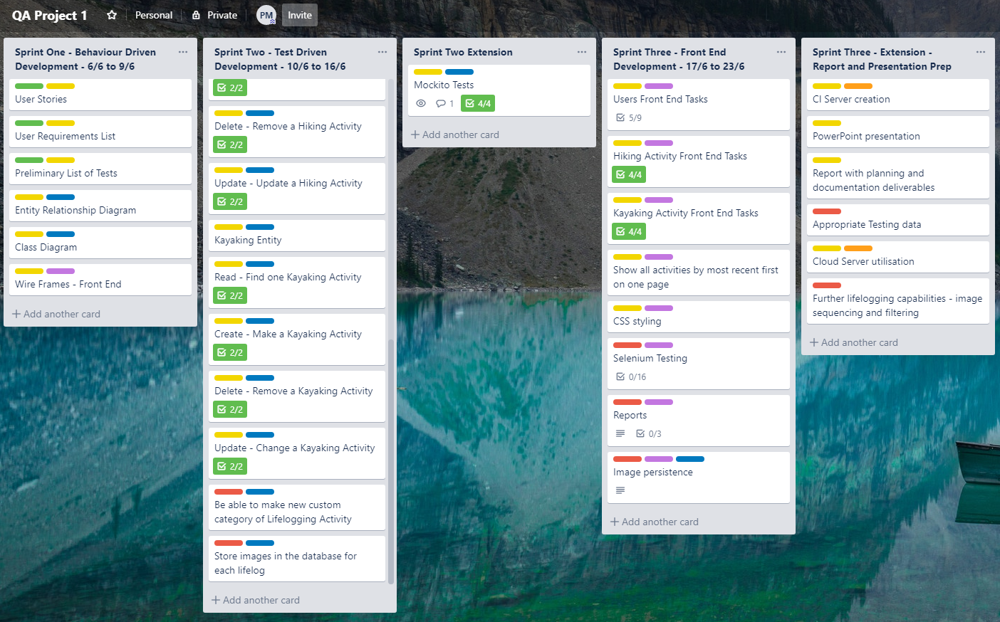 QA Project 1
Personal
Private
PM
Invite
Sprint One - Behaviour Driven
Development - 6/6 to 9/6
User Stories
User Requirements List
Preliminary List of Tests
Entity Relationship Diagram
Class Diagram
Wire Frames - Front End
Add another card
Sprint Two - Test Driven
Development - 10/6 to 16/6
2/2
Delete - Remove a Hiking Activity
2/2
Update - Update a Hiking Activity
2/2
Kayaking Entity
Read - Find one Kayaking Activity
2/2
Create - Make a Kayaking Activity
2/2
Delete - Remove a Kayaking Activity
2/2
Update - Change a Kayaking Activity
2/2
Be able to make new custom
category of Lifelogging Activity
Store images in the database for
each lifelog
Add another card
Sprint Two Extension
Mockito Tests
1
4/4
Add another card
Sprint Three - Front End
Development - 17/6 to 23/6
Users Front End Tasks
5/9
Hiking Activity Front End Tasks
4/4
Kayaking Activity Front End Tasks
4/4
Show all activities by most recent first
on one page
CSS styling
Selenium Testing
0/16
Reports
0/3
Image persistence
Add another card
Sprint Three - Extension -
Report and Presentation Prep
CI Server creation
PowerPoint presentation
Report with planning and
documentation deliverables
Appropriate Testing data
Cloud Server utilisation
Further lifelogging capabilities - image
sequencing and filtering
Add another card